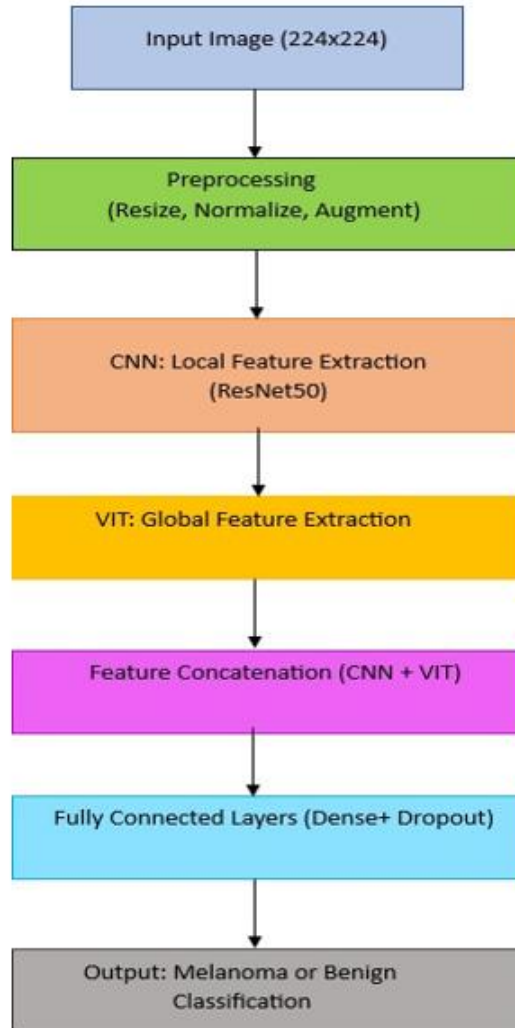 Input Image (224x224)
Preprocessing
(Resize, Normalize, Augment)
CNN: Local Feature Extraction
(ResNet50)
VIT: Global Feature Extraction
Feature Concatenation (CNN + VIT)
Fully Connected Layers (Dense+ Dropout)
Output: Melanoma or Benign
Classification